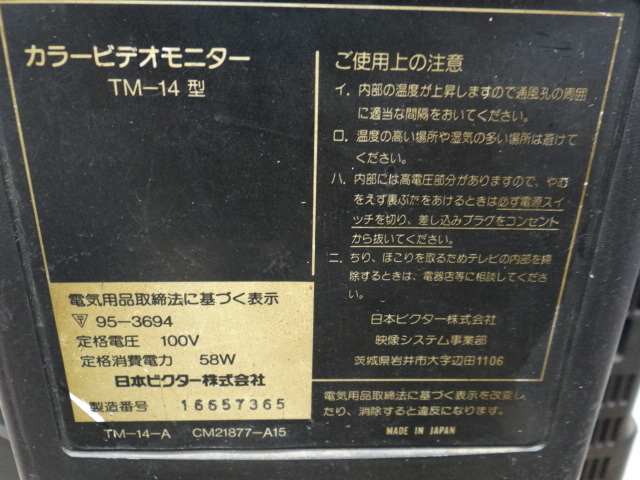 カラービデオモニター
TM-14 型
電気用品取締法に基づく表示
〒 95-3694
定格電圧 100V
定格消費電力 58W
日本ビクター株式会社
製造番号 16657365
TM-14-A CM21877-A15
ご使用上の注意
イ. 内部の温度が上昇しますので通風孔の周囲
に適当な間隔をおいてください。
ロ. 温度の高い場所や湿気の多い場所は避けて
ください。
ハ. 内部には高電圧部分がありますので、やむ
をえず裏ぶたをあけるときは必ず電源スイ
ッチを切り、差し込みプラグをコンセント
から抜いてください。
ニ. ちり、ほこりを取るためテレビの内部を掃
除するときは、電器店等に相談してくださ
い。
日本ビクター株式会社
映像システム事業部
茨城県岩井市大字辺田1106
電気用品取締法に基づく表示を改変し
たり、消除すると違反になります。
MADE IN JAPAN